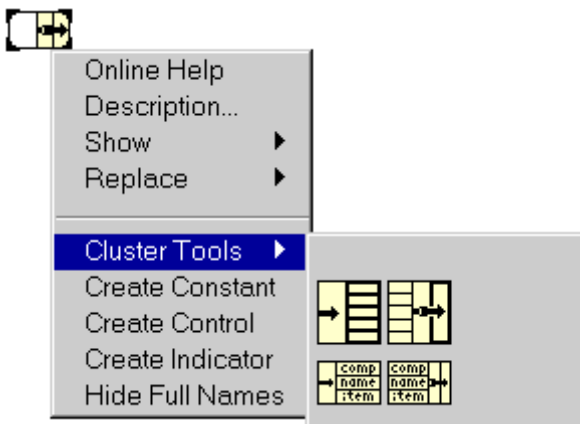 Online Help
Description...
Show
Replace
Cluster Tools
Create Constant
Create Control
Create Indicator
Hide Full Names
comp comp
name name
item item